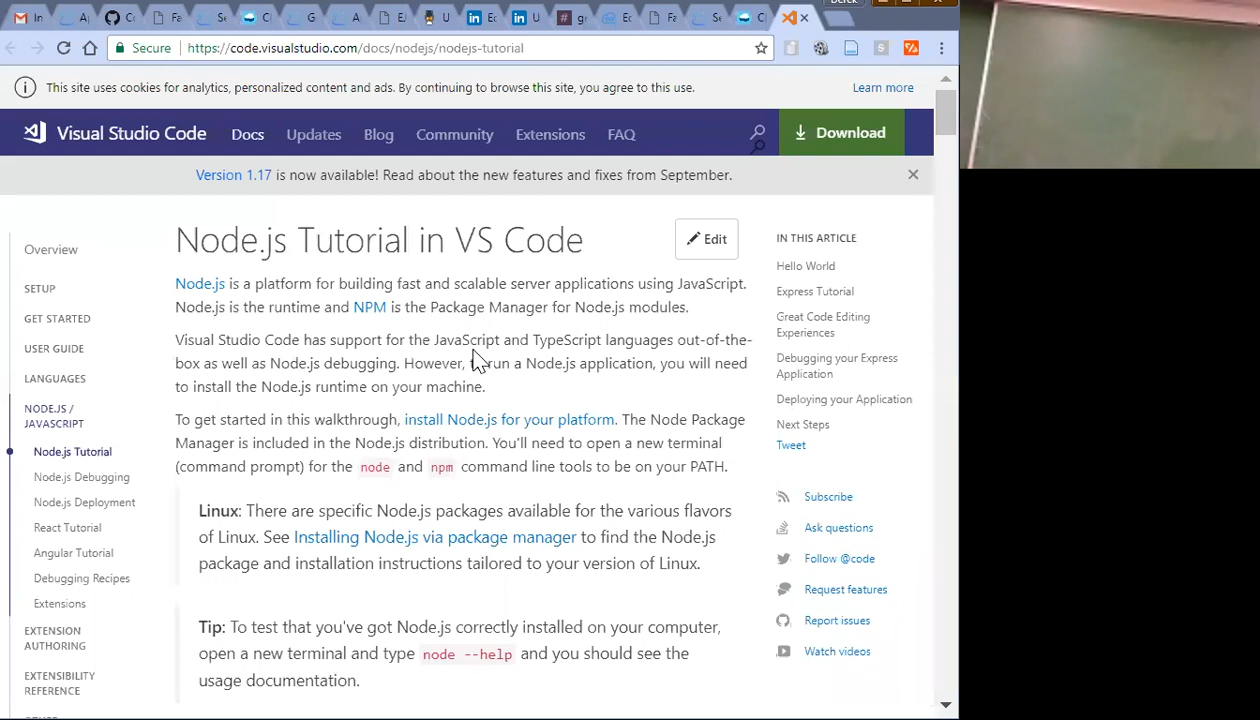 Derek
In
Secure https://code.visualstudio.com/docs/nodejs/nodejs-tutorial
This site uses cookies for analytics, personalized content and ads. By continuing to browse this site, you agree to this use.
Learn more
Visual Studio Code
Docs
Updates
Blog
Community
Extensions
FAQ
Download
Version 1.17 is now available! Read about the new features and fixes from September.
Overview
SETUP
GET STARTED
USER GUIDE
LANGUAGES
NODE.JS /
JAVASCRIPT
Node.js Tutorial
Node.js Debugging
Node.js Deployment
React Tutorial
Angular Tutorial
Debugging Recipes
Extensions
EXTENSION
AUTHORING
EXTENSIBILITY
REFERENCE
Node.js Tutorial in VS Code
Edit
Node.js is a platform for building fast and scalable server applications using JavaScript.
Node.js is the runtime and NPM is the Package Manager for Node.js modules.
Visual Studio Code has support for the JavaScript and TypeScript languages out-of-the-
box as well as Node.js debugging. However, to run a Node.js application, you will need
to install the Node.js runtime on your machine.
To get started in this walkthrough, install Node.js for your platform. The Node Package
Manager is included in the Node.js distribution. You'll need to open a new terminal
(command prompt) for the node and npm command line tools to be on your PATH.
Linux: There are specific Node.js packages available for the various flavors
of Linux. See Installing Node.js via package manager to find the Node.js
package and installation instructions tailored to your version of Linux.
Tip: To test that you've got Node.js correctly installed on your computer,
open a new terminal and type node --help and you should see the
usage documentation.
IN THIS ARTICLE
Hello World
Express Tutorial
Great Code Editing
Experiences
Debugging your Express
Application
Deploying your Application
Next Steps
Tweet
Subscribe
Ask questions
Follow @code
Request features
Report issues
Watch videos